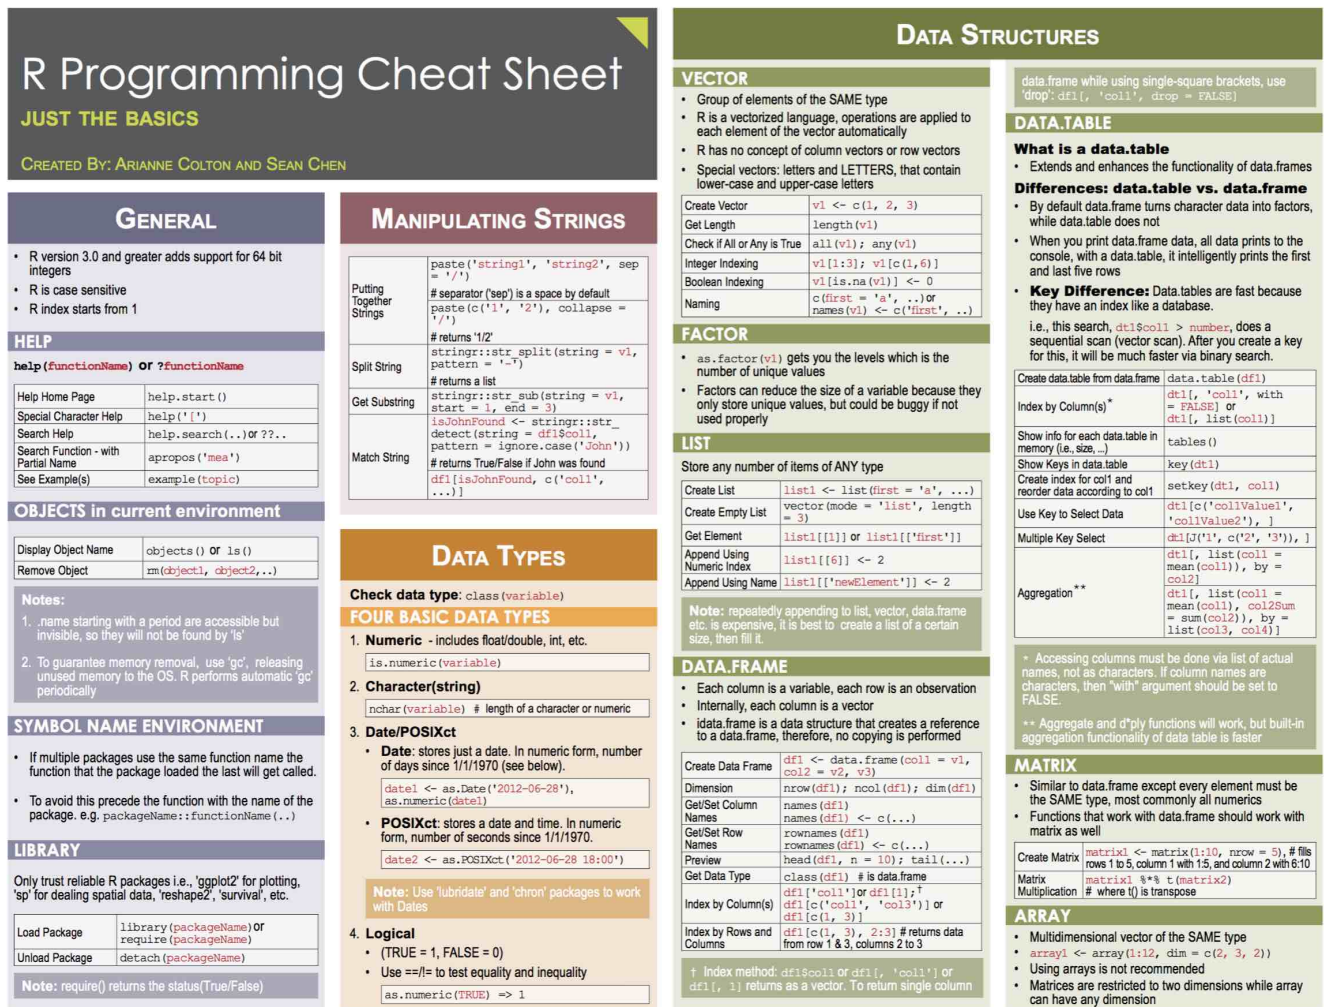 R Programming Cheat Sheet
JUST THE BASICS
CREATED BY: ARIANNE COLTON AND SEAN CHEN
GENERAL
• R version 3.0 and greater adds support for 64 bit
integers
• R is case sensitive
• R index starts from 1
HELP
help(functionName) or ?functionName
Help Home Page help.start()
Special Character Help help('[')
Search Help help.search(..)or ??..
Search Function - with
Partial Name apropos('mea')
See Example(s) example(topic)
OBJECTS in current environment
Display Object Name objects() or ls()
Remove Object rm(object1, object2,..)
Notes:
1. .name starting with a period are accessible but
invisible, so they will not be found by 'ls'
2. To guarantee memory removal, use 'gc', releasing
unused memory to the OS. R performs automatic 'gc'
periodically
SYMBOL NAME ENVIRONMENT
• If multiple packages use the same function name the
function that the package loaded the last will get called.
• To avoid this precede the function with the name of the
package. e.g. packageName::functionName(..)
LIBRARY
Only trust reliable R packages i.e., 'ggplot2' for plotting,
'sp' for dealing spatial data, 'reshape2', 'survival', etc.
Load Package library(packageName)or
require(packageName)
Unload Package detach(packageName)
Note: require() returns the status(True/False)
MANIPULATING STRINGS
Putting
Together
Strings
paste('string1', 'string2', sep
= '/')
# separator ('sep') is a space by default
paste(c('1', '2'), collapse =
'/')
# returns '1/2'
Split String
stringr::str_split(string = v1,
pattern = '-')
# returns a list
Get Substring
stringr::str_sub(string = v1,
start = 1, end = 3)
Match String
isJohnFound <- stringr::str_
detect(string = df1$col1,
pattern = ignore.case('John'))
# returns True/False if John was found
df1[isJohnFound, c('col1',
...)]
DATA TYPES
Check data type: class(variable)
FOUR BASIC DATA TYPES
1. Numeric - includes float/double, int, etc.
is.numeric(variable)
2. Character(string)
nchar(variable) # length of a character or numeric
3. Date/POSIXct
• Date: stores just a date. In numeric form, number
of days since 1/1/1970 (see below).
date1 <- as.Date('2012-06-28'),
as.numeric(date1)
• POSIXct: stores a date and time. In numeric
form, number of seconds since 1/1/1970.
date2 <- as.POSIXct('2012-06-28 18:00')
Note: Use 'lubridate' and 'chron' packages to work
with Dates
4. Logical
• (TRUE = 1, FALSE = 0)
• Use ==/!= to test equality and inequality
as.numeric(TRUE) => 1
DATA STRUCTURES
VECTOR
• Group of elements of the SAME type
• R is a vectorized language, operations are applied to
each element of the vector automatically
• R has no concept of column vectors or row vectors
• Special vectors: letters and LETTERS, that contain
lower-case and upper-case letters
Create Vector v1 <- c(1, 2, 3)
Get Length length(v1)
Check if All or Any is True all(v1); any(v1)
Integer Indexing v1[1:3]; v1[c(1,6)]
Boolean Indexing v1[is.na(v1)] <- 0
Naming c(first = 'a', ..)or
names(v1) <- c('first', ..)
FACTOR
• as.factor(v1) gets you the levels which is the
number of unique values
• Factors can reduce the size of a variable because they
only store unique values, but could be buggy if not
used properly
LIST
Store any number of items of ANY type
Create List list1 <- list(first = 'a', ...)
Create Empty List vector(mode = 'list', length
= 3)
Get Element list1[[1]] or list1[['first']]
Append Using
Numeric Index list1[[6]] <- 2
Append Using Name list1[['newElement']] <- 2
Note: repeatedly appending to list, vector, data.frame
etc. is expensive, it is best to create a list of a certain
size, then fill it.
DATA.FRAME
• Each column is a variable, each row is an observation
• Internally, each column is a vector
• idata.frame is a data structure that creates a reference
to a data.frame, therefore, no copying is performed
Create Data Frame df1 <- data.frame(col1 = v1,
col2 = v2, v3)
Dimension nrow(df1); ncol(df1); dim(df1)
Get/Set Column
Names
names(df1)
names(df1) <- c(...)
Get/Set Row
Names
rownames(df1)
rownames(df1) <- c(...)
Preview head(df1, n = 10); tail(...)
Get Data Type class(df1) # is data.frame
Index by Column(s)
df1['col1']or df1[1];†
df1[c('col1', 'col3')] or
df1[c(1, 3)]
Index by Rows and
Columns
df1[c(1, 3), 2:3] # returns data
from row 1 & 3, columns 2 to 3
† Index method: df1$col1 or df1[, 'col1'] or
df1[, 1] returns as a vector. To return single column
data.frame while using single-square brackets, use
'drop': df1[, 'col1', drop = FALSE]
DATA.TABLE
What is a data.table
• Extends and enhances the functionality of data.frames
Differences: data.table vs. data.frame
• By default data.frame turns character data into factors,
while data.table does not
• When you print data.frame data, all data prints to the
console, with a data.table, it intelligently prints the first
and last five rows
• Key Difference: Data.tables are fast because
they have an index like a database.
i.e., this search, dt1$col1 > number, does a
sequential scan (vector scan). After you create a key
for this, it will be much faster via binary search.
Create data.table from data.frame data.table(df1)
Index by Column(s)*
dt1[, 'col1', with
= FALSE] or
dt1[, list(col1)]
Show info for each data.table in
memory (i.e., size, ...) tables()
Show Keys in data.table key(dt1)
Create index for col1 and
reorder data according to col1 setkey(dt1, col1)
Use Key to Select Data
dt1[c('col1Value1',
'col1Value2'), ]
Multiple Key Select dt1[J('1', c('2', '3')), ]
Aggregation**
dt1[, list(col1 =
mean(col1)), by =
col2]
dt1[, list(col1 =
mean(col1), col2Sum
= sum(col2)), by =
list(col3, col4)]
* Accessing columns must be done via list of actual
names, not as characters. If column names are
characters, then "with" argument should be set to
FALSE.
** Aggregate and d*ply functions will work, but built-in
aggregation functionality of data table is faster
MATRIX
• Similar to data.frame except every element must be
the SAME type, most commonly all numerics
• Functions that work with data.frame should work with
matrix as well
Create Matrix matrix1 <- matrix(1:10, nrow = 5), # fills
rows 1 to 5, column 1 with 1:5, and column 2 with 6:10
Matrix
Multiplication
matrix1 %*% t(matrix2)
# where t() is transpose
ARRAY
• Multidimensional vector of the SAME type
• array1 <- array(1:12, dim = c(2, 3, 2))
• Using arrays is not recommended
• Matrices are restricted to two dimensions while array
can have any dimension